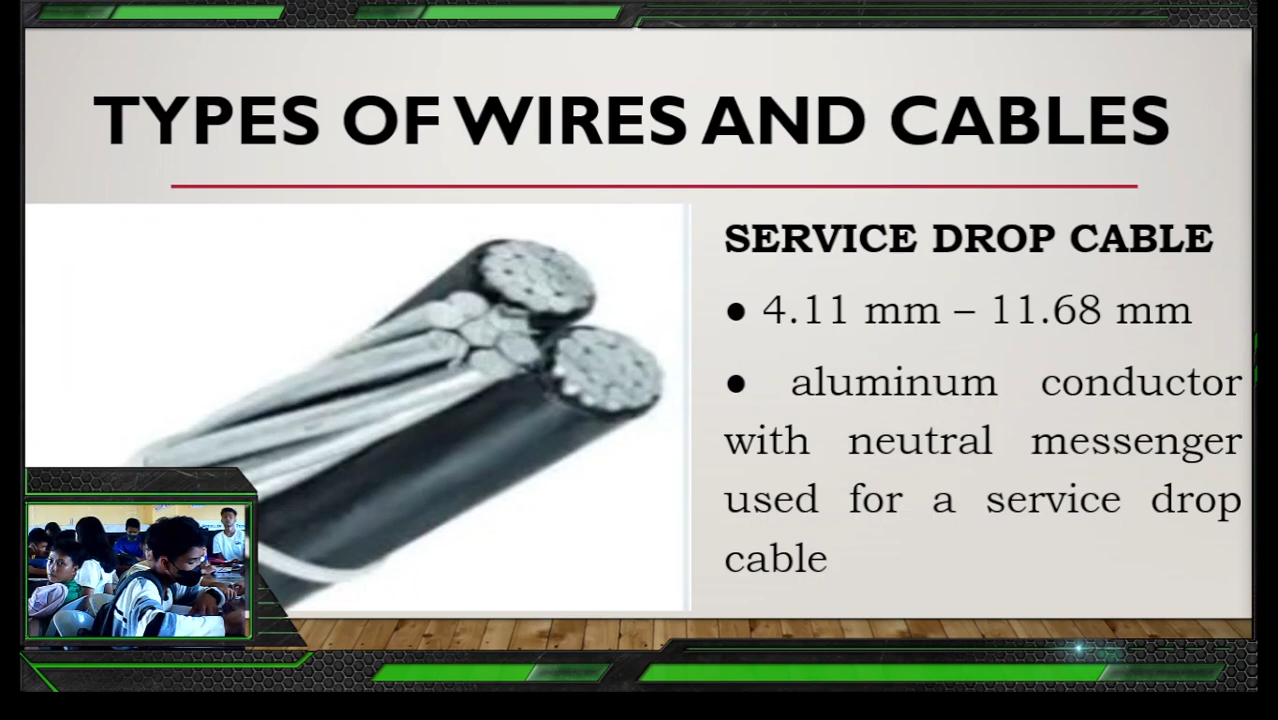 TYPES OF WIRES AND CABLES
SERVICE DROP CABLE
● 4.11 mm – 11.68 mm
● aluminum conductor
with neutral messenger
used for a service drop
cable